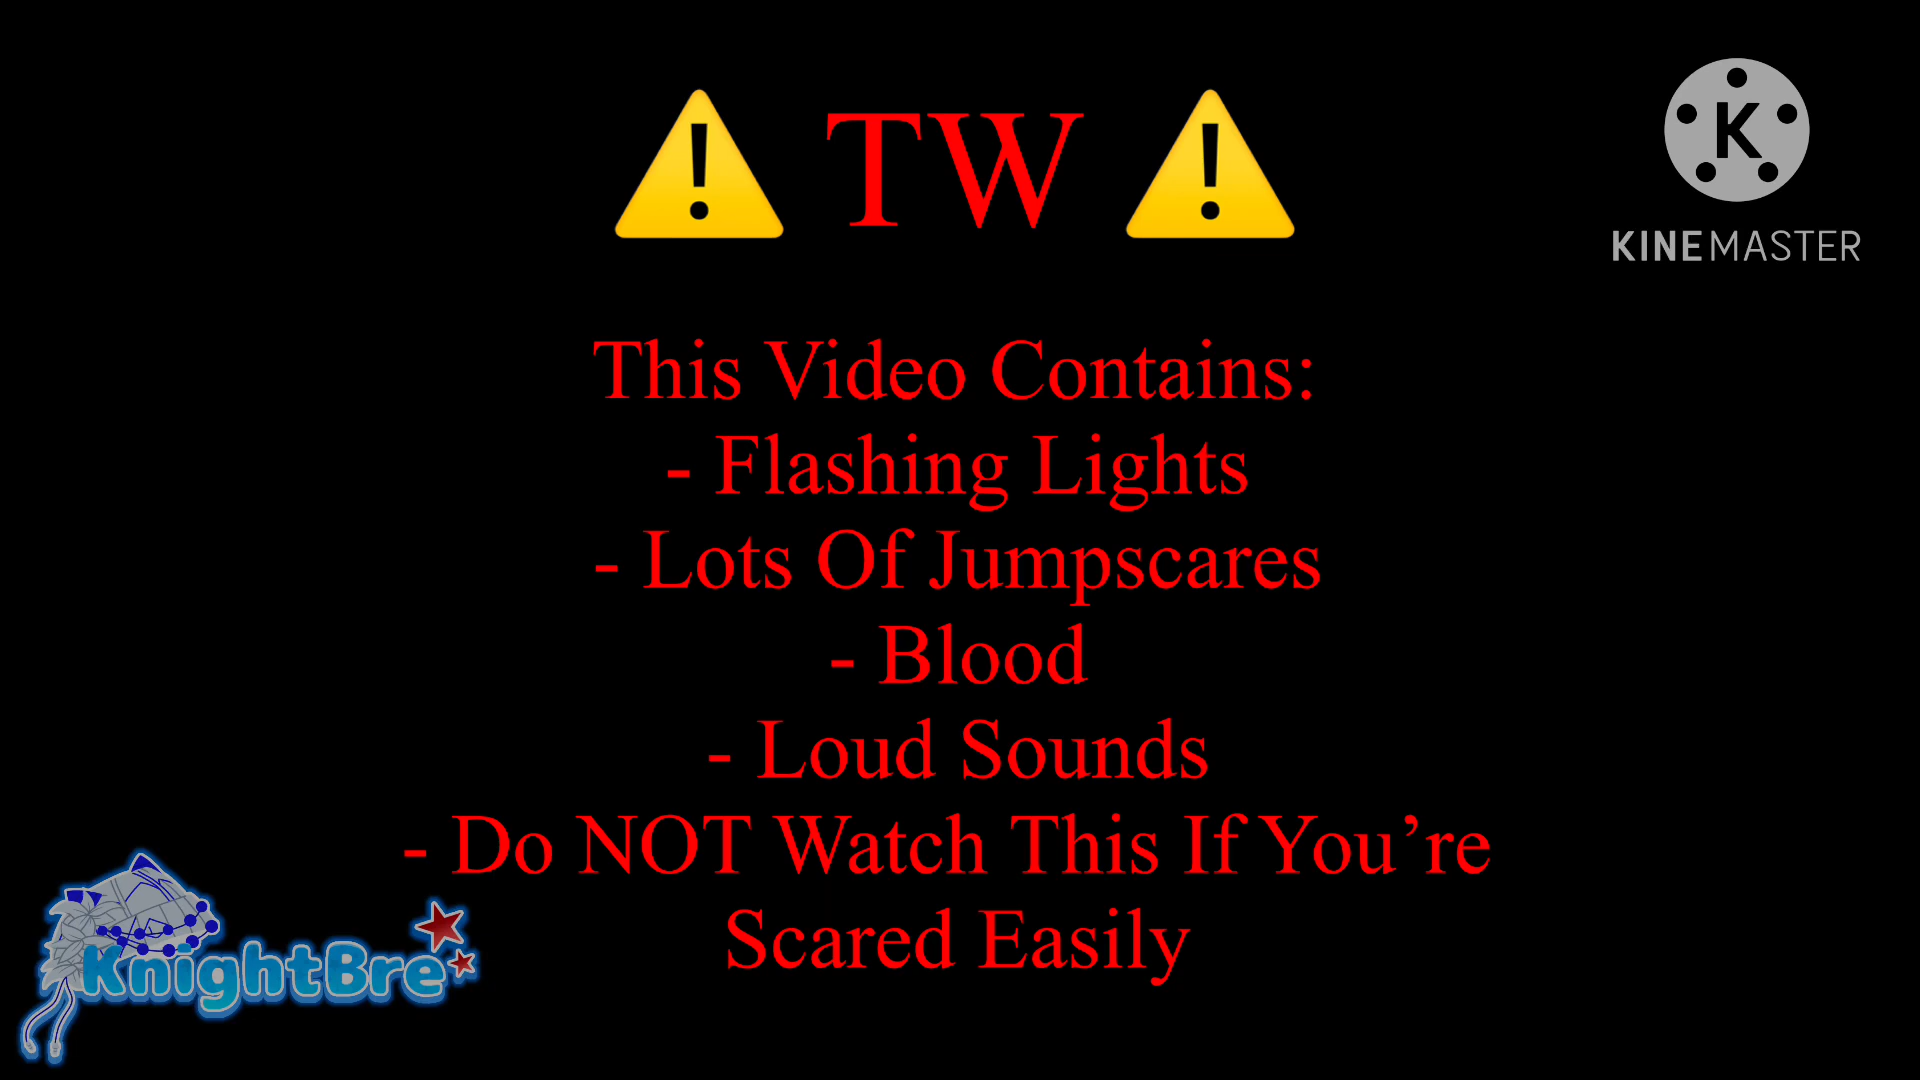 ⚠️ TW ⚠️
K
KINEMASTER
This Video Contains:
- Flashing Lights
- Lots Of Jumpscares
- Blood
- Loud Sounds
- Do NOT Watch This If You’re
Scared Easily
KnightBre